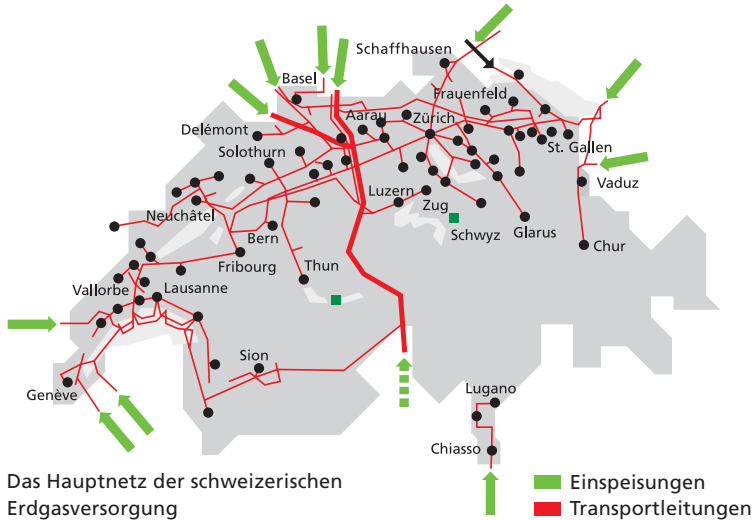 Schaffhausen
Basel
Frauenfeld
Aarau
Zürich
Delémont
St. Gallen
Solothurn
Vaduz
Luzern
Zug
Neuchâtel
Schwyz
Glarus
Bern
Chur
Fribourg
Thun
Vallorbe
Lausanne
Sion
Genève
Lugano
Chiasso
Das Hauptnetz der schweizerischen
Erdgasversorgung
Einspeisungen
Transportleitungen